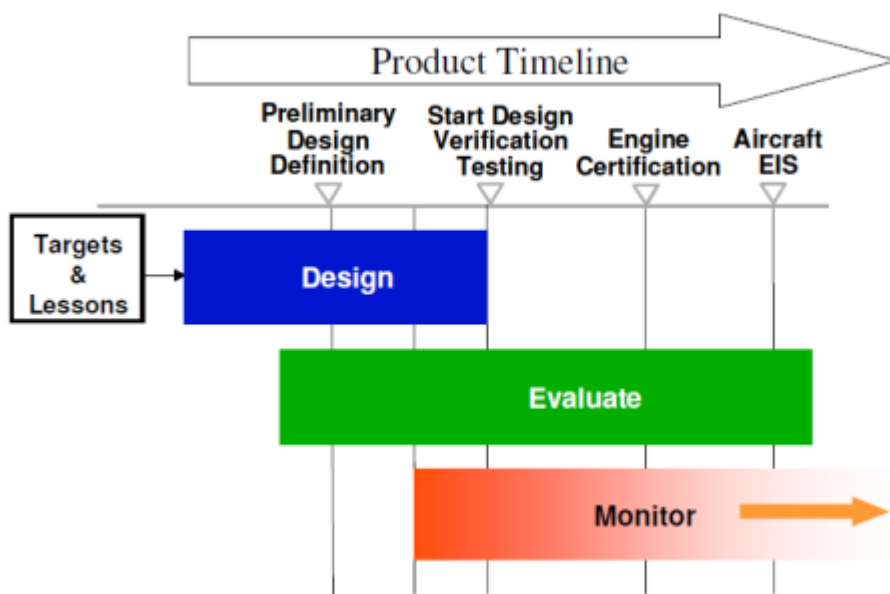 Product Timeline
Preliminary
Design
Definition
Start Design
Verification
Testing
Engine
Certification
Aircraft
EIS
Targets
&
Lessons
Design
Evaluate
Monitor